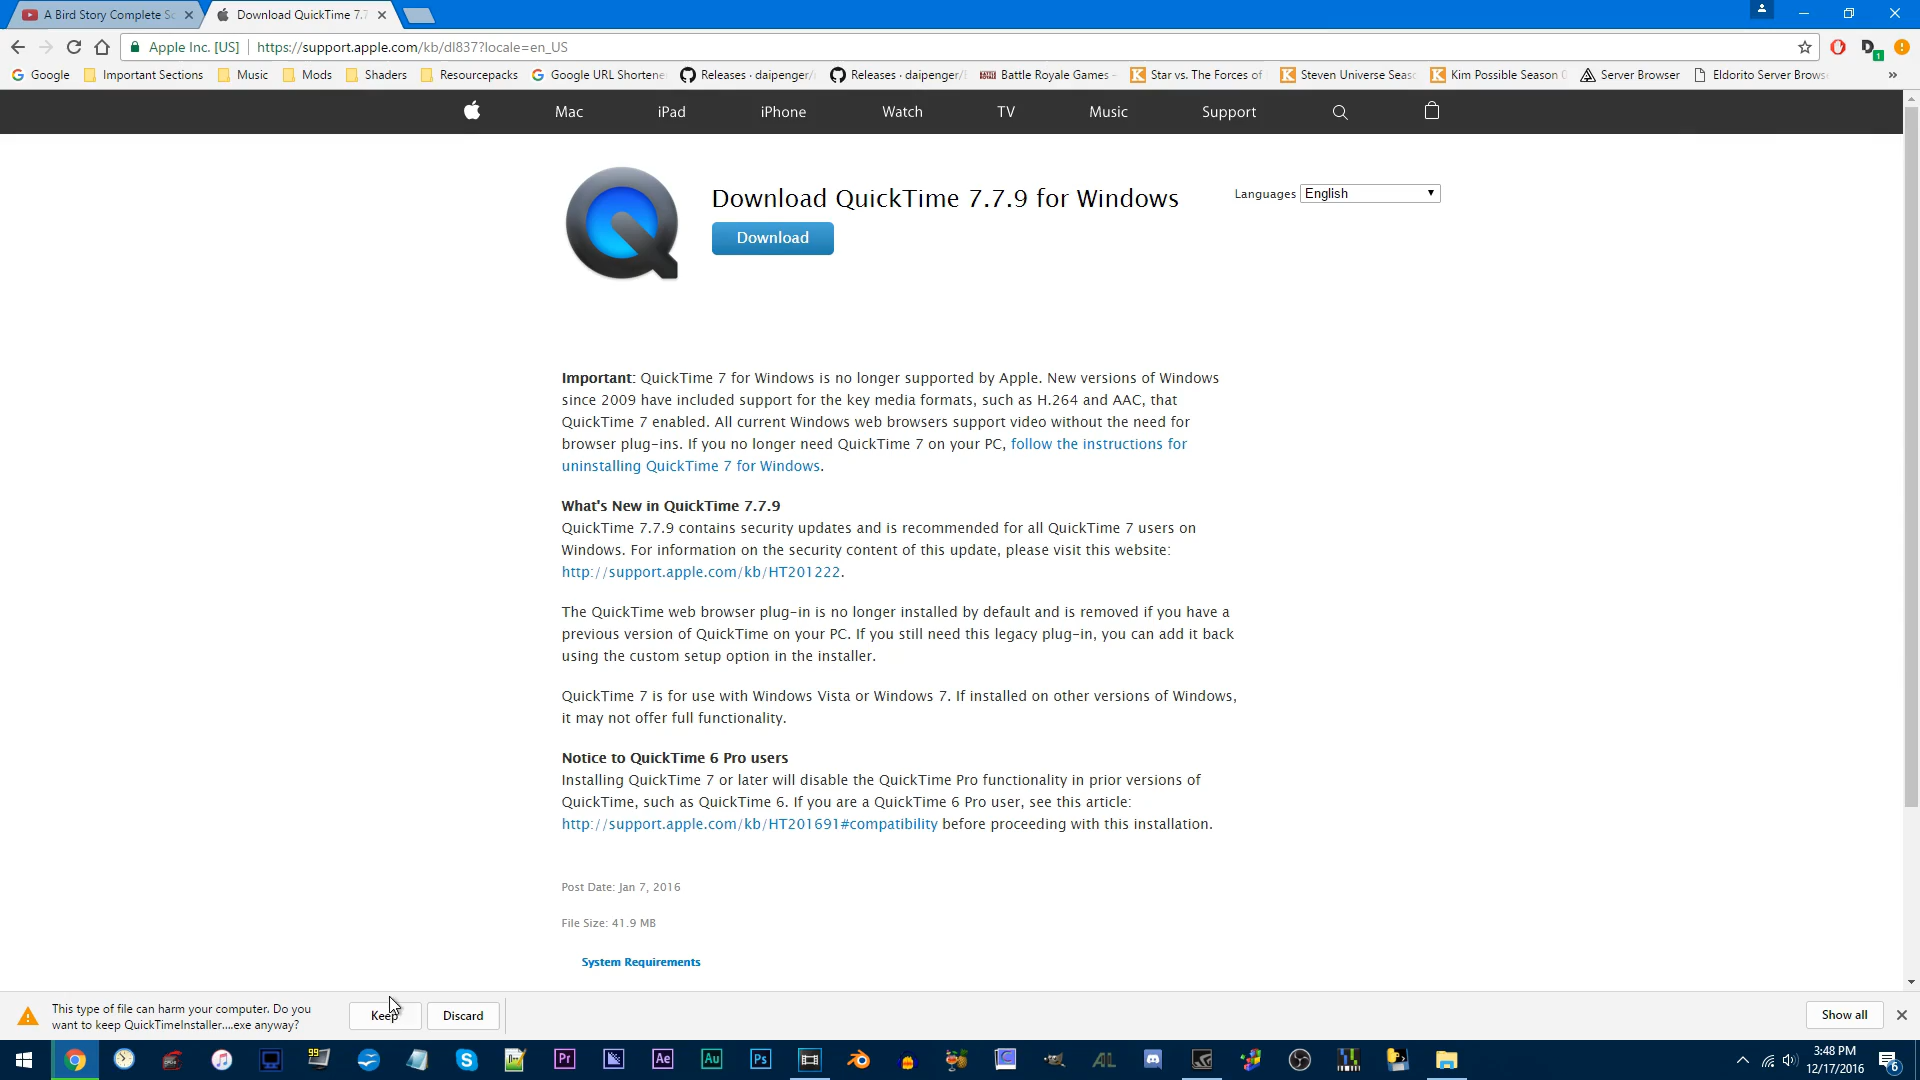 A Bird Story Complete So
Download QuickTime 7.7
Apple Inc. [US]
https://support.apple.com/kb/dl837?locale=en_US
Google
Important Sections
Music
Mods
Shaders
Resourcepacks
Google URL Shortene
Releases · daipenger/
Releases · daipenger/
Battle Royale Games -
Star vs. The Forces of
Steven Universe Seas
Kim Possible Season
Server Browser
Eldorito Server Brows
»
Mac
iPad
iPhone
Watch
TV
Music
Support
Download QuickTime 7.7.9 for Windows
Languages English
Download
Important: QuickTime 7 for Windows is no longer supported by Apple. New versions of Windows
since 2009 have included support for the key media formats, such as H.264 and AAC, that
QuickTime 7 enabled. All current Windows web browsers support video without the need for
browser plug-ins. If you no longer need QuickTime 7 on your PC, follow the instructions for
uninstalling QuickTime 7 for Windows.
What's New in QuickTime 7.7.9
QuickTime 7.7.9 contains security updates and is recommended for all QuickTime 7 users on
Windows. For information on the security content of this update, please visit this website:
http://support.apple.com/kb/HT201222.
The QuickTime web browser plug-in is no longer installed by default and is removed if you have a
previous version of QuickTime on your PC. If you still need this legacy plug-in, you can add it back
using the custom setup option in the installer.
QuickTime 7 is for use with Windows Vista or Windows 7. If installed on other versions of Windows,
it may not offer full functionality.
Notice to QuickTime 6 Pro users
Installing QuickTime 7 or later will disable the QuickTime Pro functionality in prior versions of
QuickTime, such as QuickTime 6. If you are a QuickTime 6 Pro user, see this article:
http://support.apple.com/kb/HT201691#compatibility before proceeding with this installation.
Post Date: Jan 7, 2016
File Size: 41.9 MB
System Requirements
This type of file can harm your computer. Do you
want to keep QuickTimeInstaller....exe anyway?
Keep
Discard
Show all
99
Pr
Ae
Au
Ps
AL
3:48 PM
12/17/2016
6